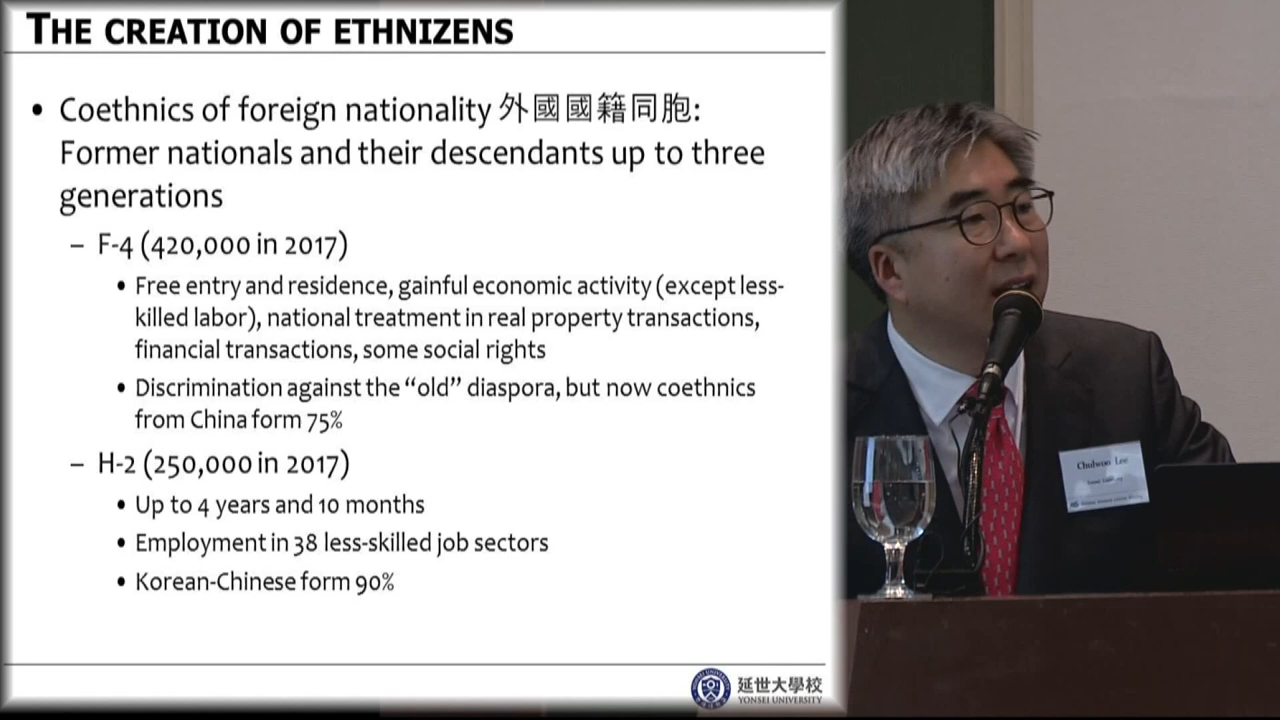 THE CREATION OF ETHNIZENS
• Coethnics of foreign nationality 外國國籍同胞:
Former nationals and their descendants up to three
generations
– F-4 (420,000 in 2017)
• Free entry and residence, gainful economic activity (except less-
killed labor), national treatment in real property transactions,
financial transactions, some social rights
• Discrimination against the “old” diaspora, but now coethnics
from China form 75%
– H-2 (250,000 in 2017)
• Up to 4 years and 10 months
• Employment in 38 less-skilled job sectors
• Korean-Chinese form 90%
延世大學校
YONSEI UNIVERSITY
Chulwoo Lee